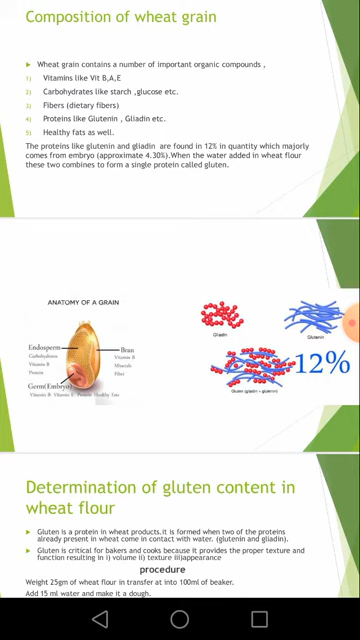 Composition of wheat grain
Wheat grain contains a number of important organic compounds ,
1) Vitamins like Vit B,A,E
2) Carbohydrates like starch ,glucose etc.
3) Fibers (dietary fibers)
4) Proteins like Glutenin , Gliadin etc.
5) Healthy fats as well.
The proteins like glutenin and gliadin are found in 12% in quantity which majorly
comes from embryo (approximate 4.30%).When the water added in wheat flour
these two combines to form a single protein called gluten.
ANATOMY OF A GRAIN
Endosperm
Carbohydrates
Vitamin B
Protein
Bran
Vitamin B
Minerals
Fiber
Germ(Embryo)
Vitamin B Vitamin E Protein Healthy Fats
Gliadin
Glutenin
Gluten (gliadin + glutenin)
12%
Determination of gluten content in
wheat flour
Gluten is a protein in wheat products.it is formed when two of the proteins
already present in wheat come in contact with water. (glutenin and gliadin).
Gluten is critical for bakers and cooks because it provides the proper texture and
function resulting in i) volume ii) texture iii)appearance
procedure
Weight 25gm of wheat flour in transfer at into 100ml of beaker.
Add 15 ml water and make it a dough.